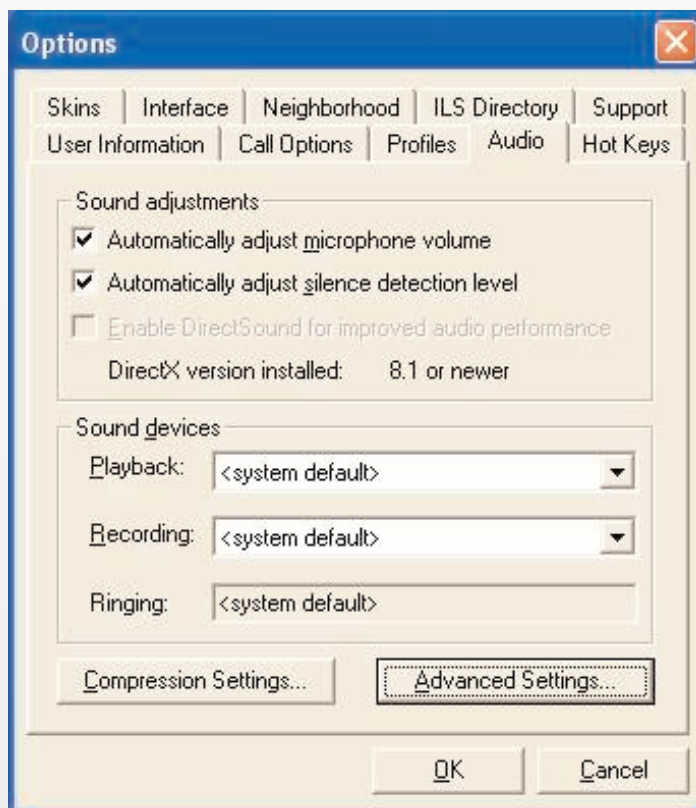 Options
Skins Interface Neighborhood ILS Directory Support
User Information Call Options Profiles Audio Hot Keys
Sound adjustments
Automatically adjust microphone volume
Automatically adjust silence detection level
Enable DirectSound for improved audio performance
DirectX version installed: 8.1 or newer
Sound devices
Playback: <system default>
Recording: <system default>
Ringing: <system default>
Compression Settings... Advanced Settings...
OK Cancel